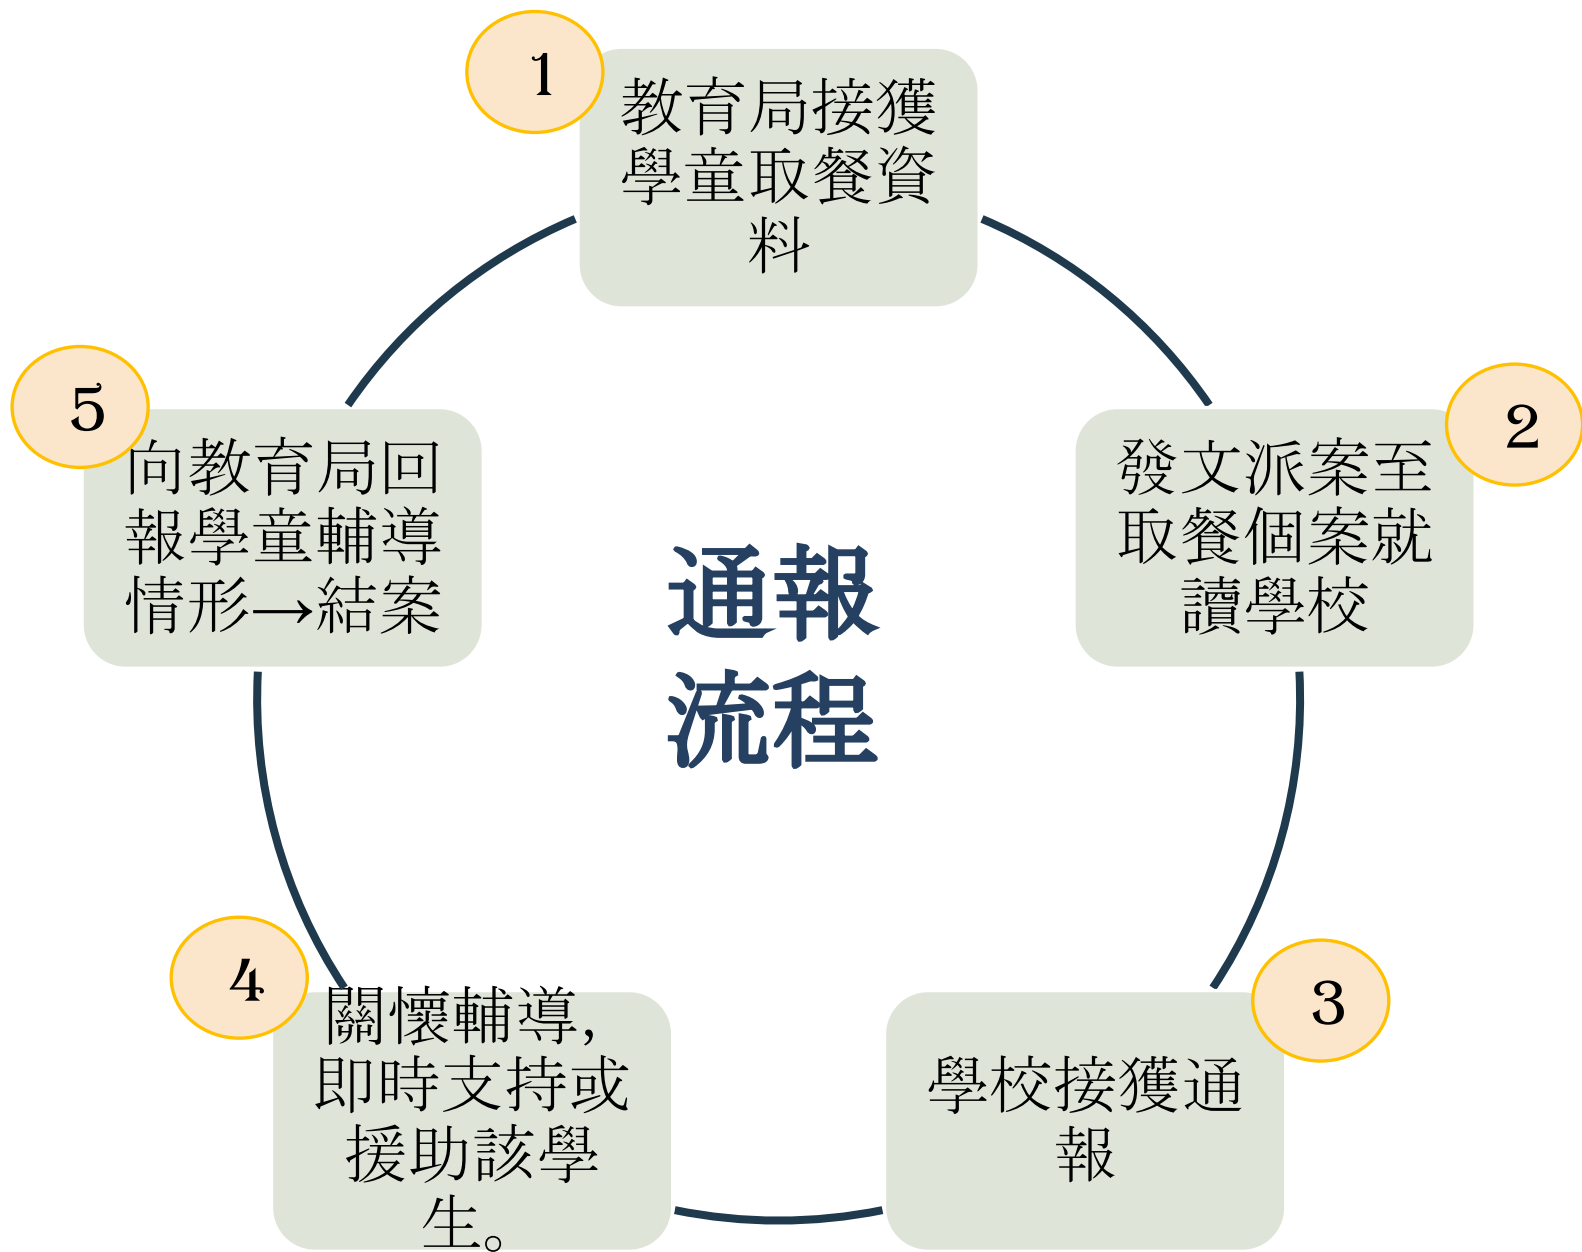 1
教育局接獲
學童取餐資
料
2
發文派案至
取餐個案就
讀學校
3
學校接獲通
報
4
關懷輔導,
即時支持或
援助該學
生。
5
向教育局回
報學童輔導
情形→結案
通報
流程